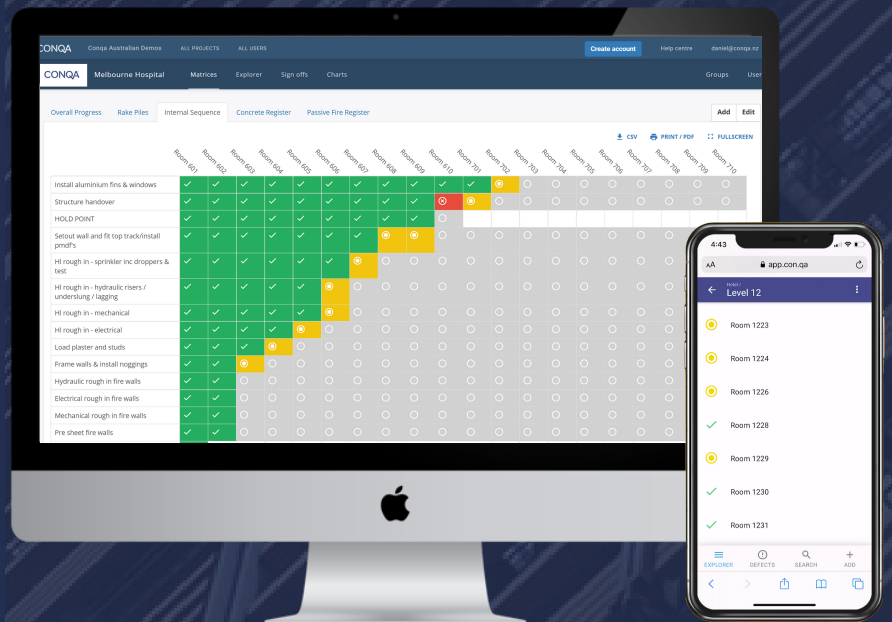 CONQA Conqa Australian Demos ALL PROJECTS ALL USERS Create account Help centre daniel@conqa.nz
CONQA Melbourne Hospital Matrices Explorer Sign offs Charts Groups User
Overall Progress Rake Piles Internal Sequence Concrete Register Passive Fire Register Add Edit
CSV PRINT / PDF FULLSCREEN
Room 601 Room 602 Room 603 Room 604 Room 605 Room 606 Room 607 Room 608 Room 609 Room 610 Room 701 Room 702 Room 703 Room 704 Room 705 Room 706 Room 707 Room 708 Room 709 Room 710
Install aluminium fins & windows
Structure handover
HOLD POINT
Setout wall and fit top track/install
pmdf's
HI rough in - sprinkler inc droppers &
test
HI rough in - hydraulic risers /
underslung / lagging
HI rough in - mechanical
HI rough in - electrical
Load plaster and studs
Frame walls & install noggings
Hydraulic rough in fire walls
Electrical rough in fire walls
Mechanical rough in fire walls
Pre sheet fire walls
4:43
AA app.con.qa
Hotel /
Level 12
Room 1223
Room 1224
Room 1226
Room 1228
Room 1229
Room 1230
Room 1231
EXPLORER DEFECTS SEARCH ADD